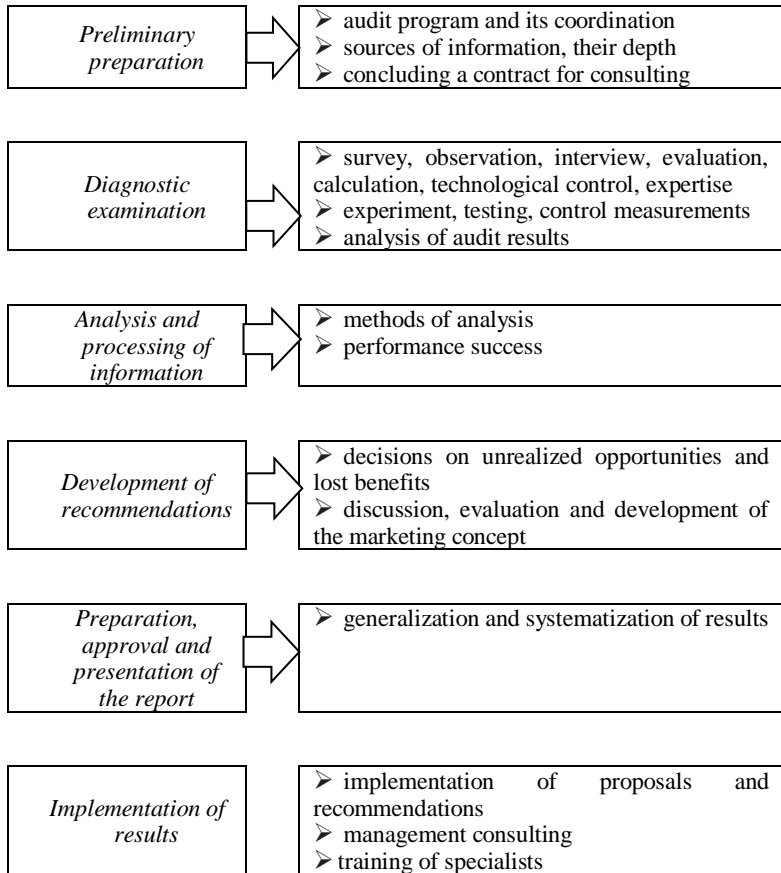 Preliminary
preparation
➢ audit program and its coordination
➢ sources of information, their depth
➢ concluding a contract for consulting
Diagnostic
examination
➢ survey, observation, interview, evaluation,
calculation, technological control, expertise
➢ experiment, testing, control measurements
➢ analysis of audit results
Analysis and
processing of
information
➢ methods of analysis
➢ performance success
Development of
recommendations
➢ decisions on unrealized opportunities and
lost benefits
➢ discussion, evaluation and development of
the marketing concept
Preparation,
approval and
presentation of
the report
➢ generalization and systematization of results
Implementation of
results
➢ implementation of proposals and
recommendations
➢ management consulting
➢ training of specialists